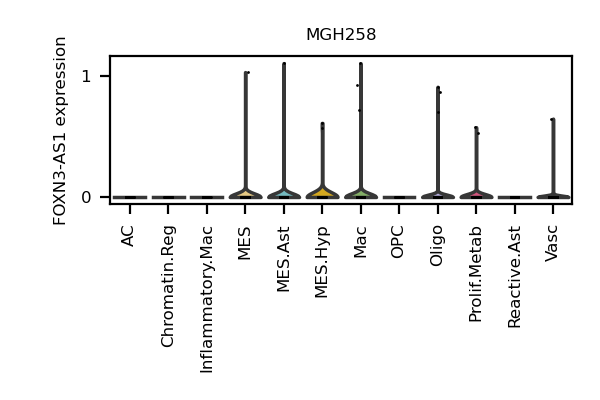 MGH258
FOXN3-AS1 expression
1
0
AC
Chromatin.Reg
Inflammatory.Mac
MES
MES.Ast
MES.Hyp
Mac
OPC
Oligo
Prolif.Metab
Reactive.Ast
Vasc